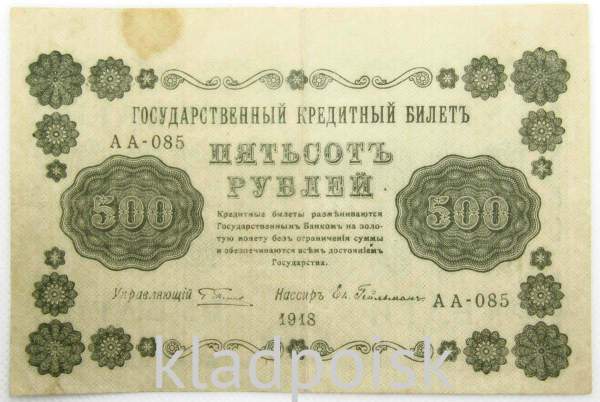 ГОСУДАРСТВЕННЫЙ КРЕДИТНЫЙ БИЛЕТЪ
АА-085
ПЯТЬСОТЪ
РУБЛЕЙ.
500
500
Кредитные билеты размѣниваются
Государственнымъ Банкомъ на золо-
тую монету безъ ограниченія суммы
и обезпечиваются всѣмъ достояніемъ
Государства.
Управляющій
Кассиръ
АА-085
1918
kladpoisk